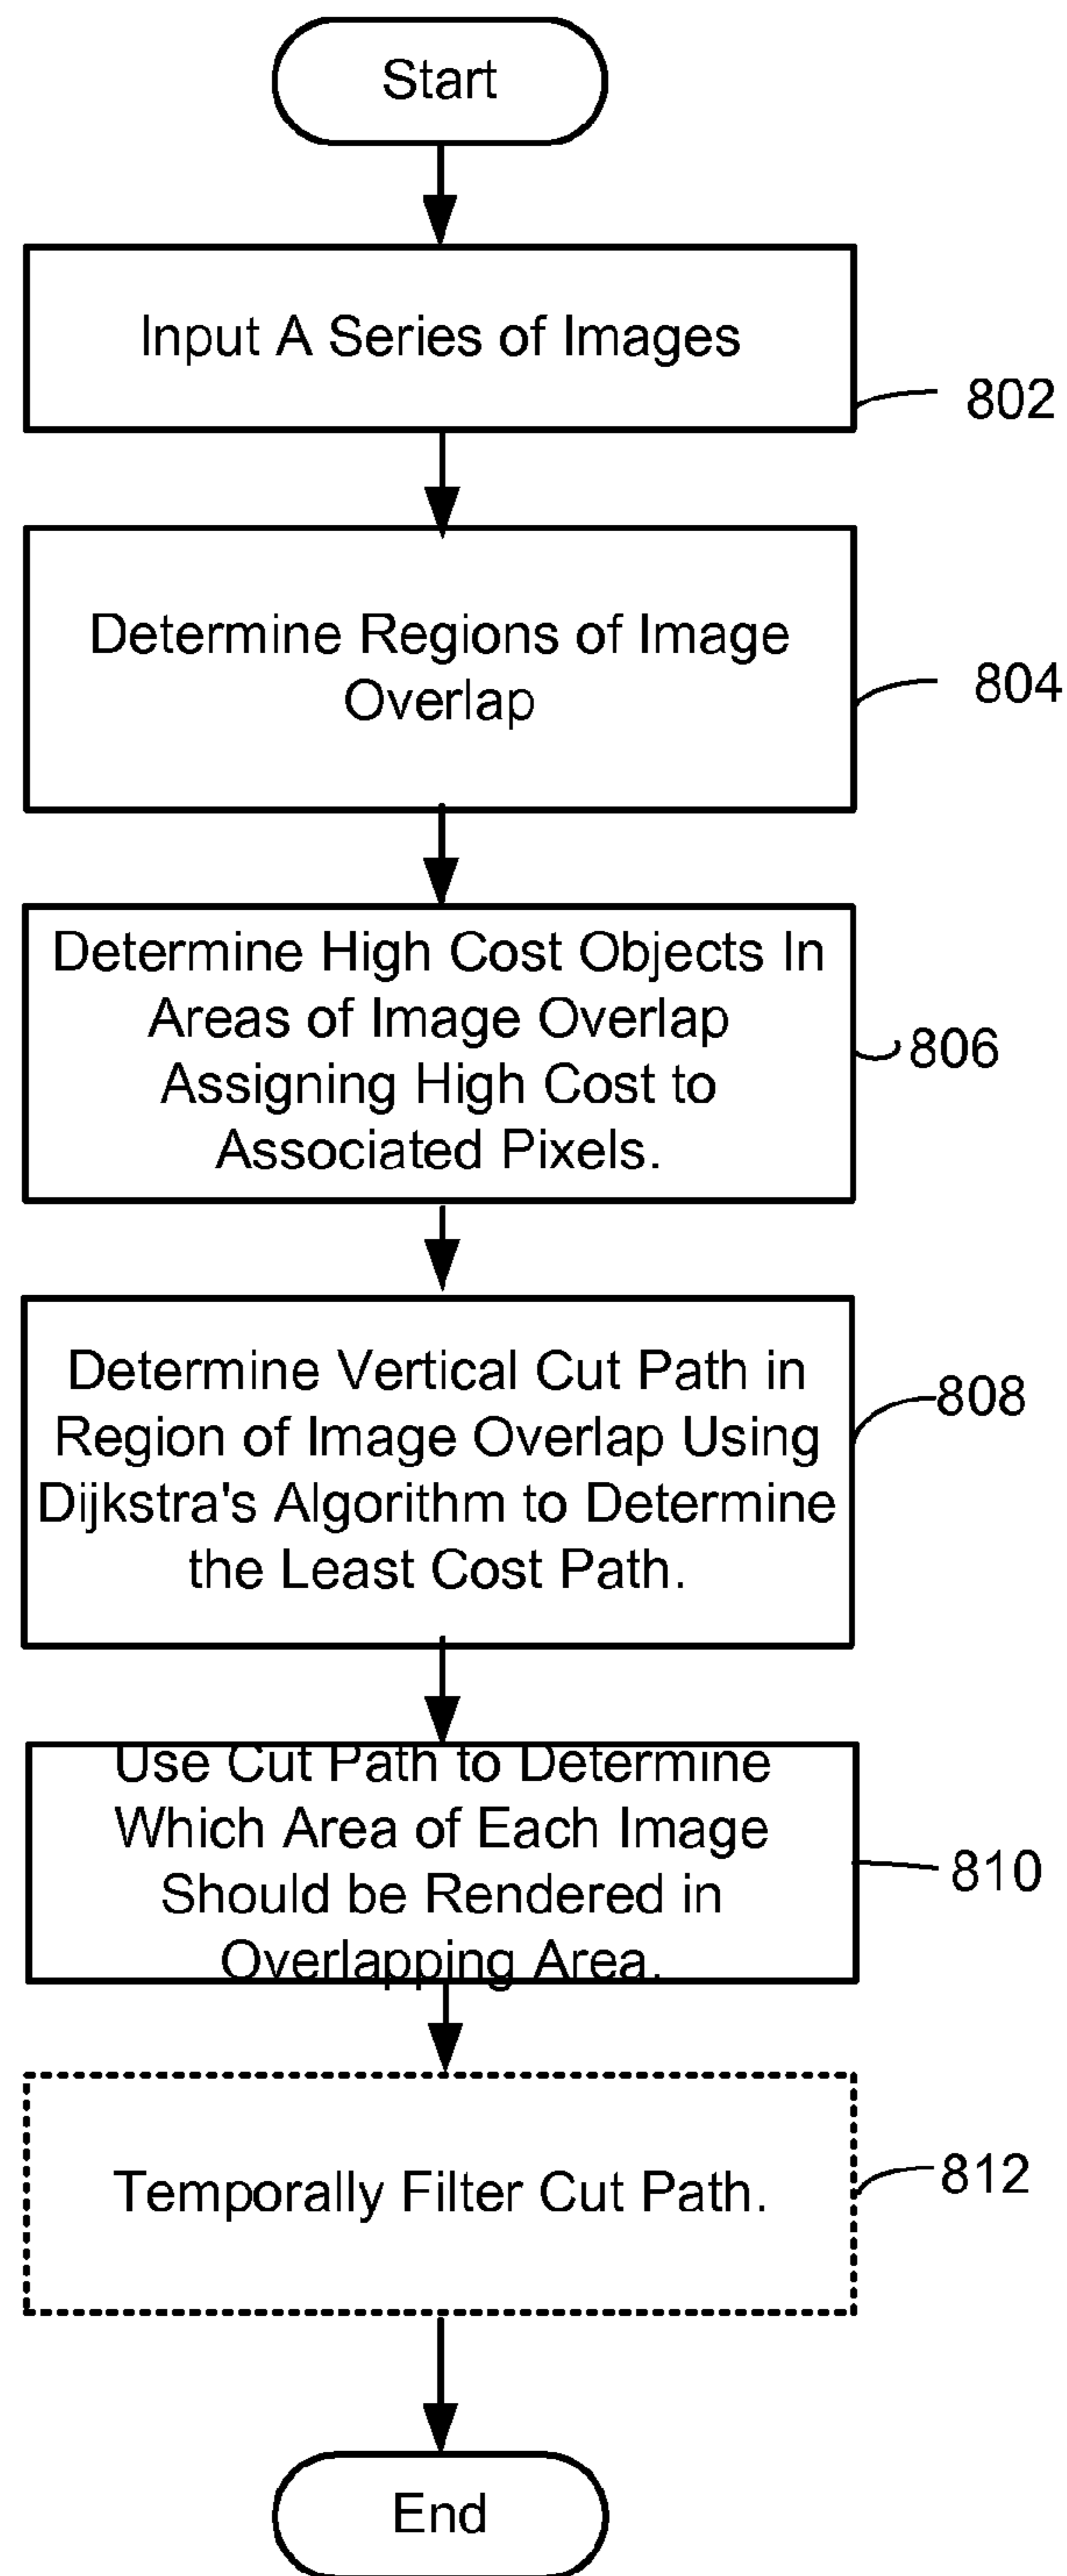 Start
Input A Series of Images
802
Determine Regions of Image
Overlap
804
Determine High Cost Objects In
Areas of Image Overlap
Assigning High Cost to
Associated Pixels.
806
Determine Vertical Cut Path in
Region of Image Overlap Using
Dijkstra's Algorithm to Determine
the Least Cost Path.
808
Use Cut Path to Determine
Which Area of Each Image
Should be Rendered in
Overlapping Area.
810
Temporally Filter Cut Path.
812
End